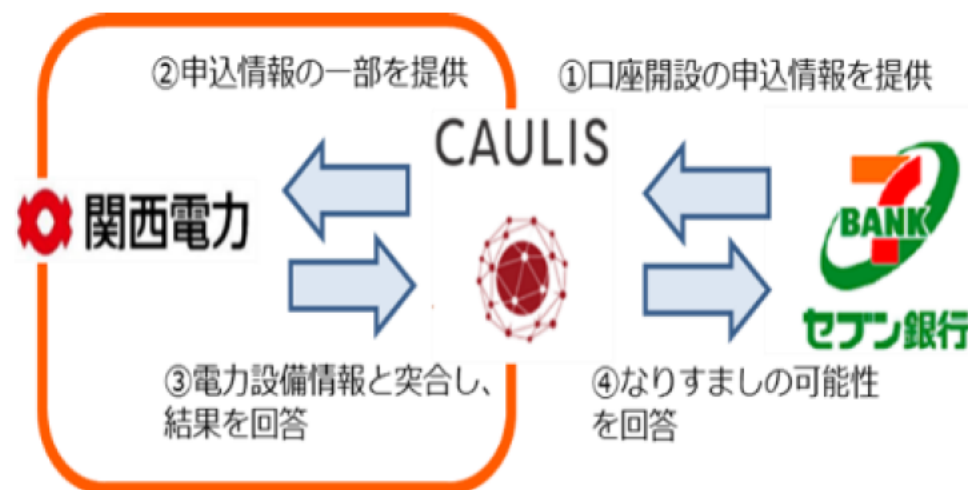 ②申込情報の一部を提供
①口座開設の申込情報を提供
CAULIS
関西電力
7
BANK
セブン銀行
③電力設備情報と突合し、
結果を回答
④なりすましの可能性
を回答